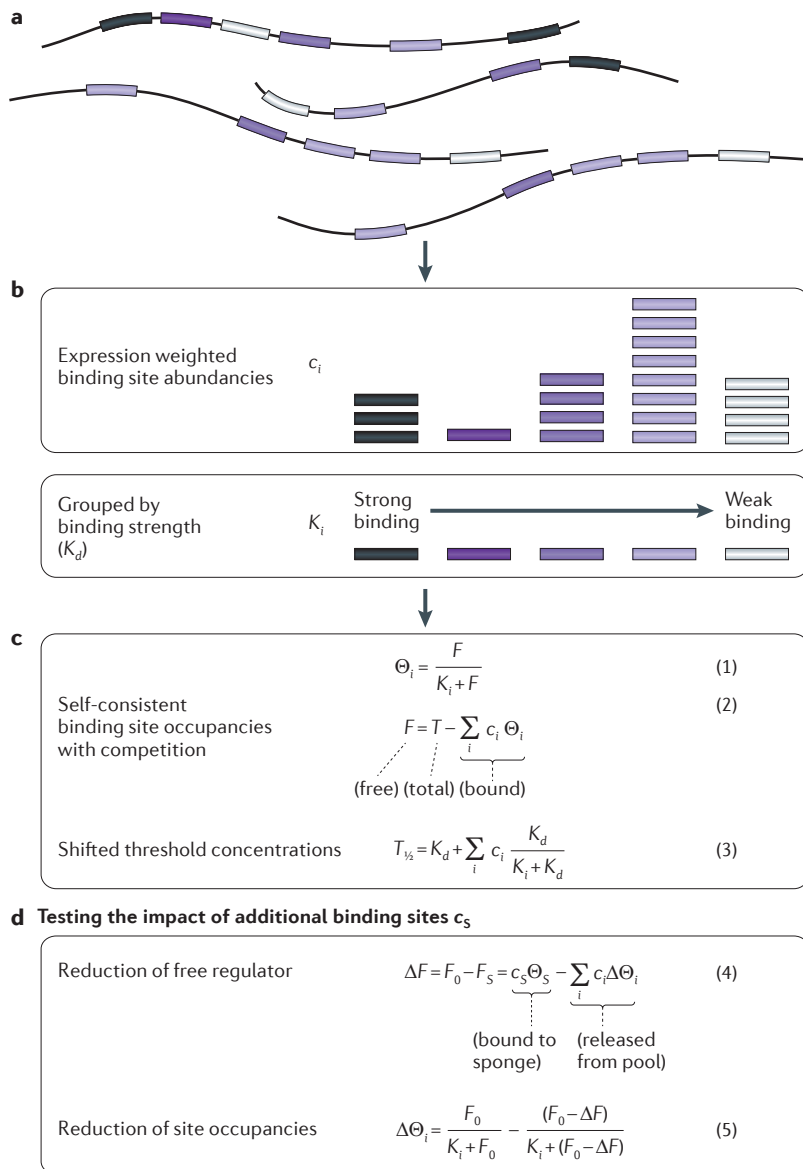 a
b
Expression weighted
binding site abundancies
c_i
Grouped by
binding strength
(K_d)
K_i
Strong
binding
Weak
binding
c
Self-consistent
binding site occupancies
with competition
Θ_i = F / (K_i + F) (1)
(2)
F = T − ∑_i c_i Θ_i
(free) (total) (bound)
Shifted threshold concentrations T_½ = K_d + ∑_i c_i K_d / (K_i + K_d) (3)
d Testing the impact of additional binding sites c_S
Reduction of free regulator ΔF = F_0 − F_S = c_S Θ_S − ∑_i c_i ΔΘ_i (4)
(bound to
sponge)
(released
from pool)
Reduction of site occupancies ΔΘ_i = F_0 / (K_i + F_0) − (F_0 − ΔF) / (K_i + (F_0 − ΔF)) (5)